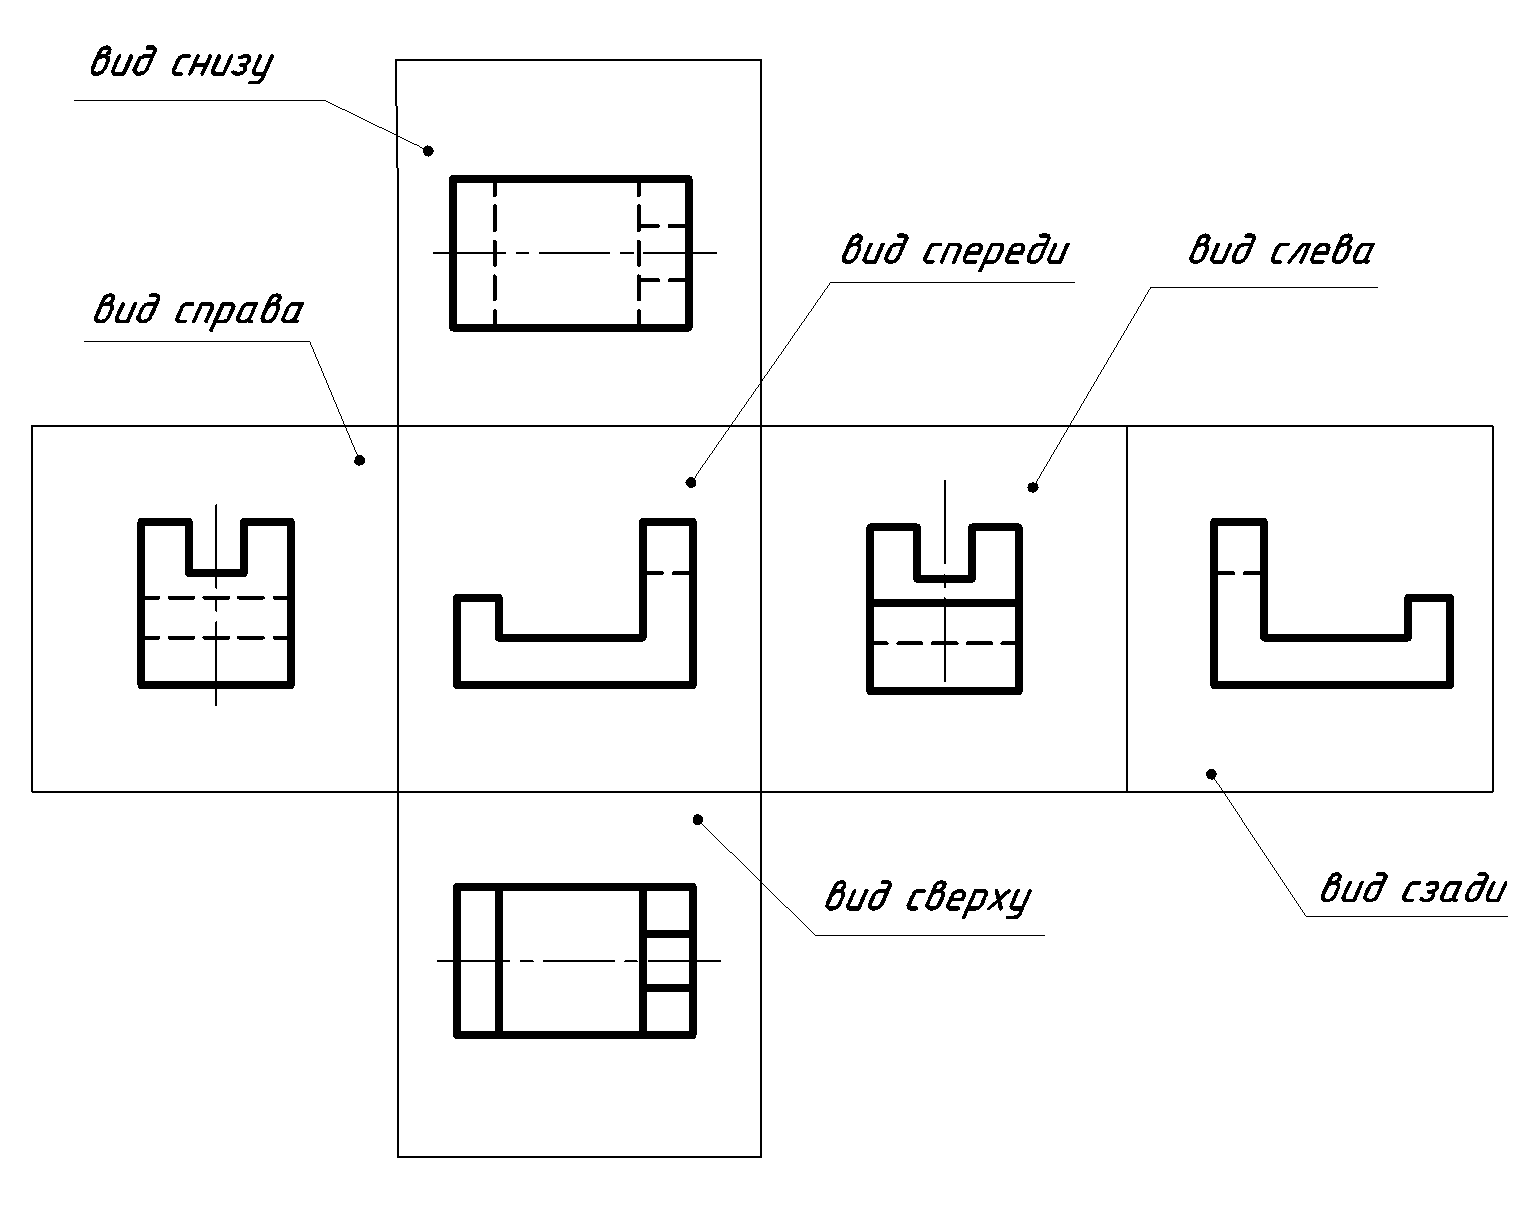 вид снизу
вид спереди
вид слева
вид справа
вид сверху
вид сзади